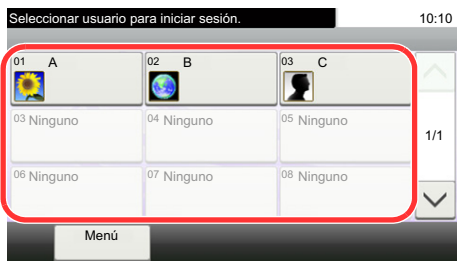 Seleccionar usuario para iniciar sesión. 10:10
01 A 02 B 03 C
03 Ninguno 04 Ninguno 05 Ninguno
1/1
06 Ninguno 07 Ninguno 08 Ninguno
Menú